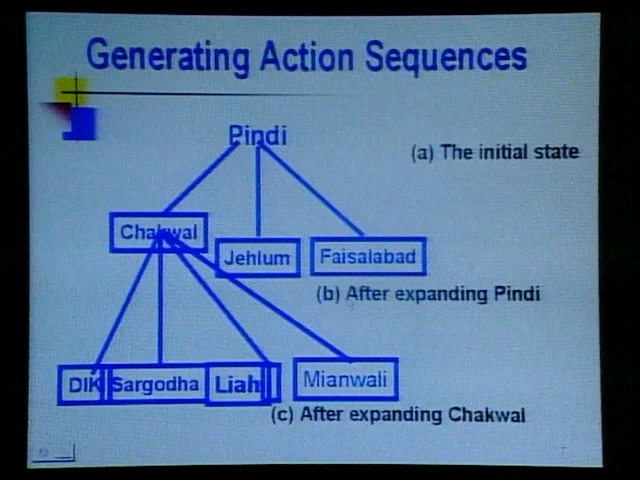 Generating Action Sequences
Pindi
(a) The initial state
Chakwal
Jehlum
Faisalabad
(b) After expanding Pindi
DIK
Sargodha
Liah
Mianwali
(c) After expanding Chakwal